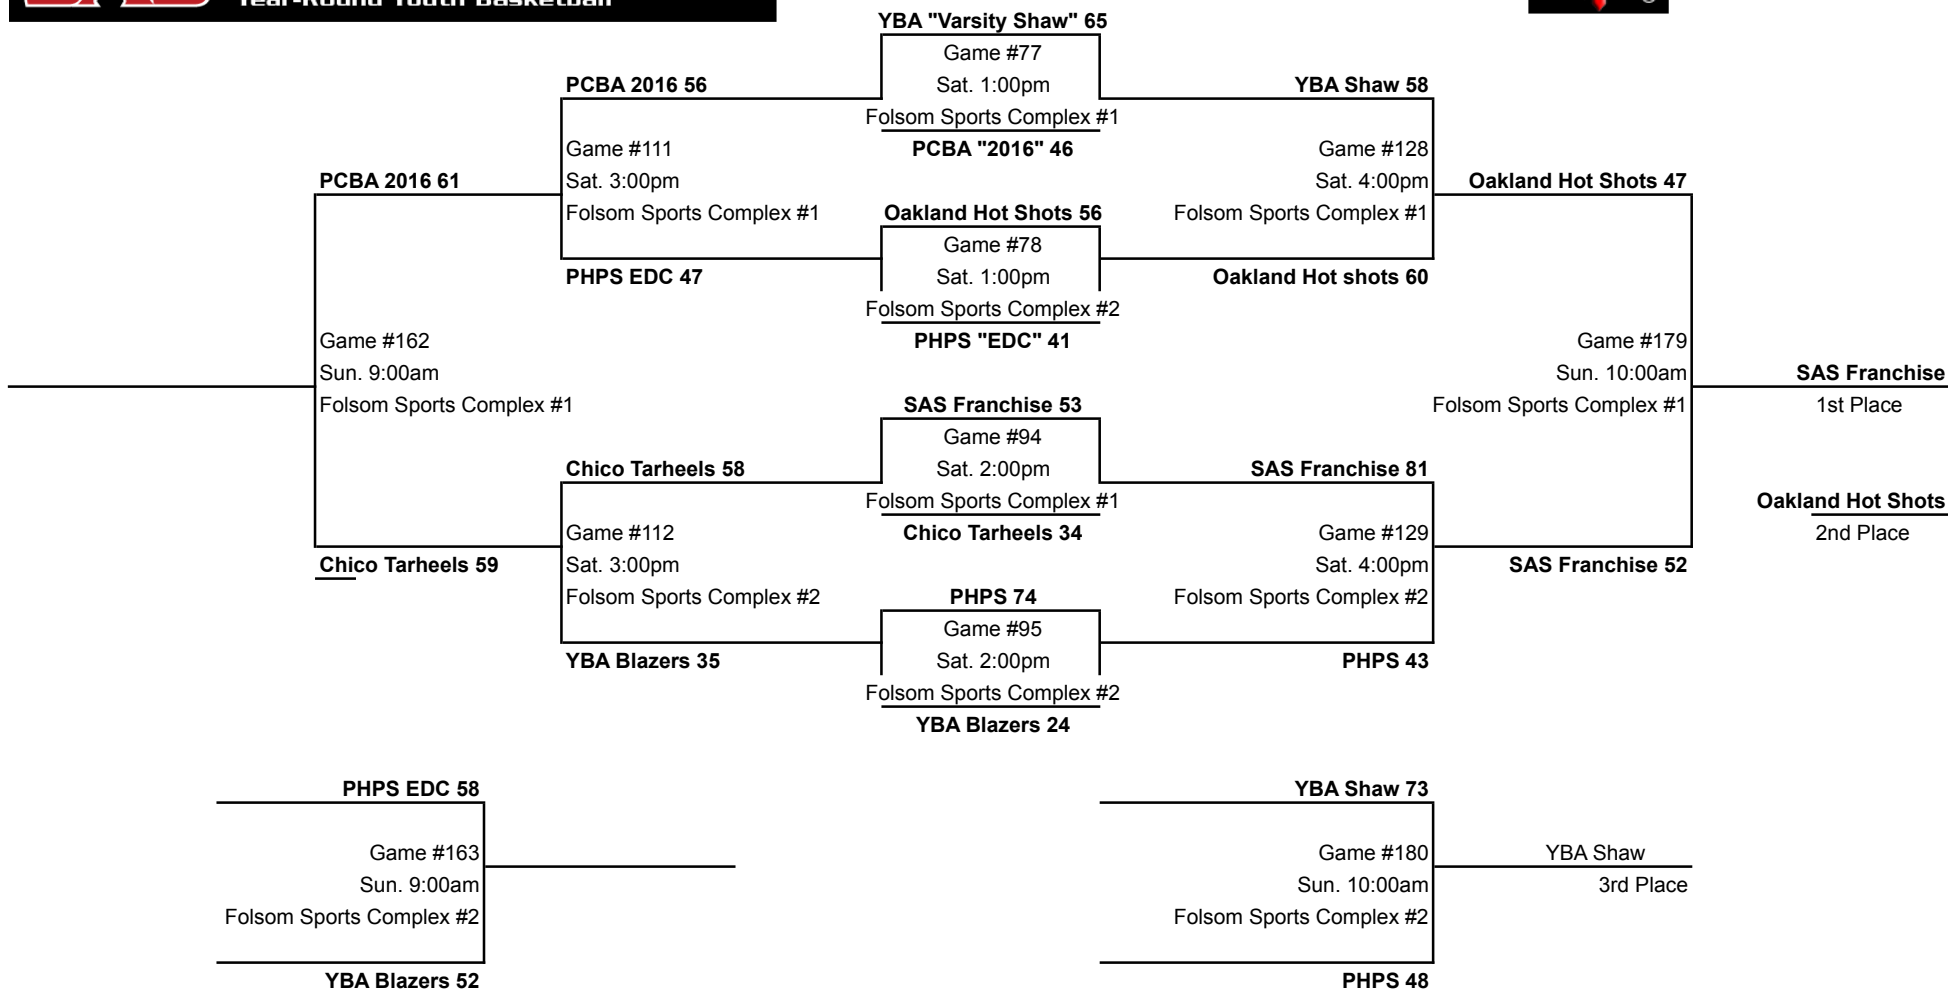 Year-Round Youth Basketball
YBA "Varsity Shaw" 65
Game #77
Sat. 1:00pm
Folsom Sports Complex #1
PCBA "2016" 46
PCBA 2016 56
Game #111
Sat. 3:00pm
Folsom Sports Complex #1
PHPS EDC 47
YBA Shaw 58
Game #128
Sat. 4:00pm
Folsom Sports Complex #1
Oakland Hot shots 60
PCBA 2016 61
Game #162
Sun. 9:00am
Folsom Sports Complex #1
Chico Tarheels 59
Oakland Hot Shots 56
Game #78
Sat. 1:00pm
Folsom Sports Complex #2
PHPS "EDC" 41
Oakland Hot Shots 47
Game #179
Sun. 10:00am
Folsom Sports Complex #1
SAS Franchise 52
SAS Franchise
1st Place
Oakland Hot Shots
2nd Place
SAS Franchise 53
Game #94
Sat. 2:00pm
Folsom Sports Complex #1
Chico Tarheels 34
Chico Tarheels 58
Game #112
Sat. 3:00pm
Folsom Sports Complex #2
YBA Blazers 35
SAS Franchise 81
Game #129
Sat. 4:00pm
Folsom Sports Complex #2
PHPS 43
PHPS 74
Game #95
Sat. 2:00pm
Folsom Sports Complex #2
YBA Blazers 24
PHPS EDC 58
Game #163
Sun. 9:00am
Folsom Sports Complex #2
YBA Blazers 52
YBA Shaw 73
Game #180
Sun. 10:00am
Folsom Sports Complex #2
PHPS 48
YBA Shaw
3rd Place